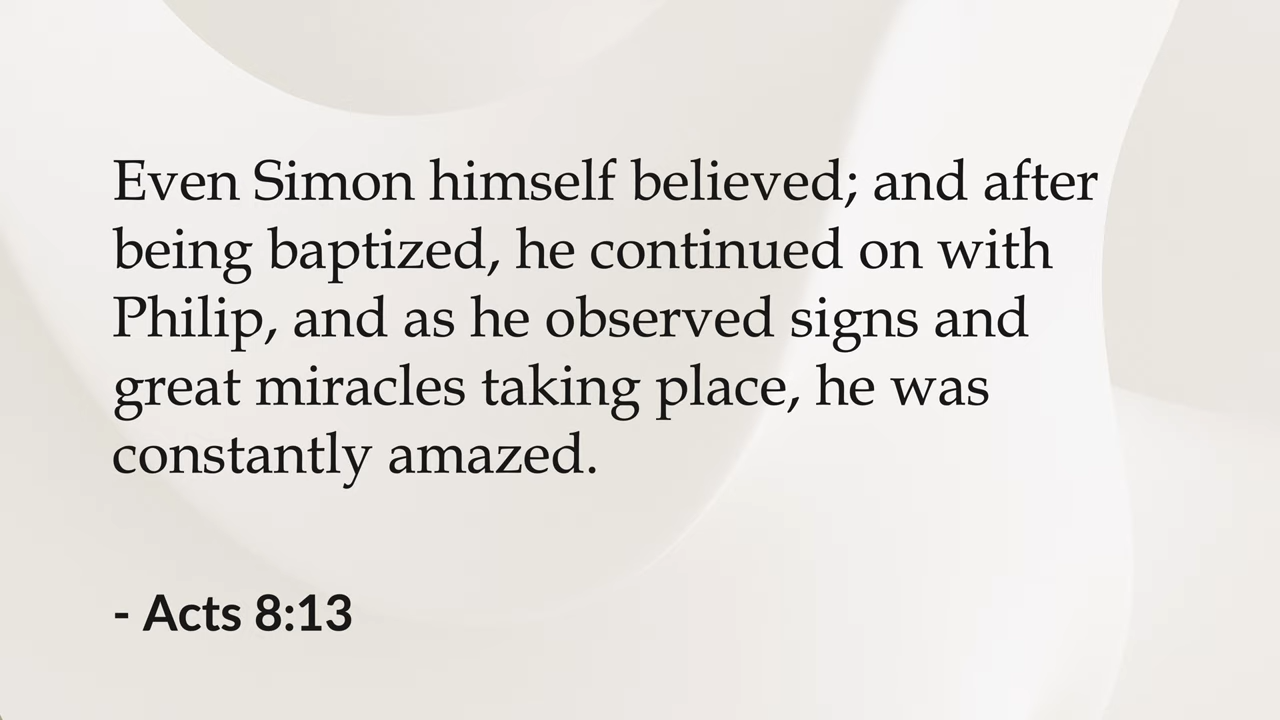 Even Simon himself believed; and after
being baptized, he continued on with
Philip, and as he observed signs and
great miracles taking place, he was
constantly amazed.
- Acts 8:13